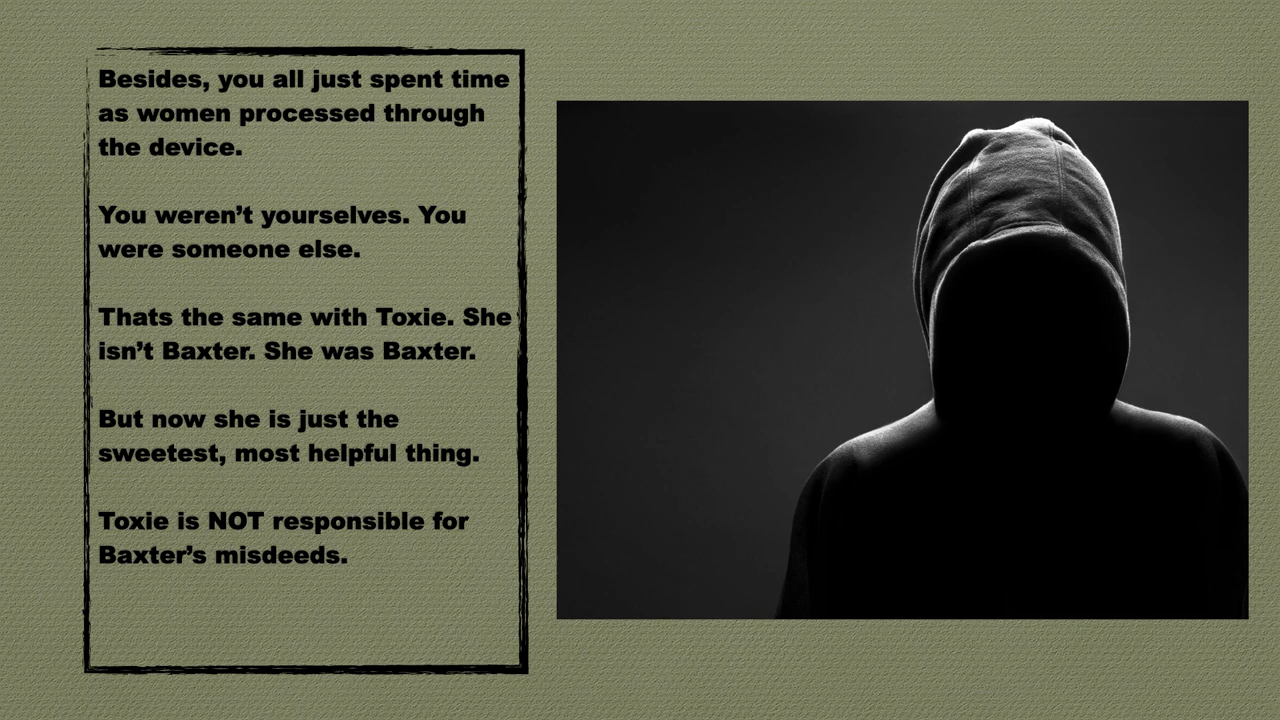 Besides, you all just spent time
as women processed through
the device.
You weren’t yourselves. You
were someone else.
Thats the same with Toxie. She
isn’t Baxter. She was Baxter.
But now she is just the
sweetest, most helpful thing.
Toxie is NOT responsible for
Baxter’s misdeeds.